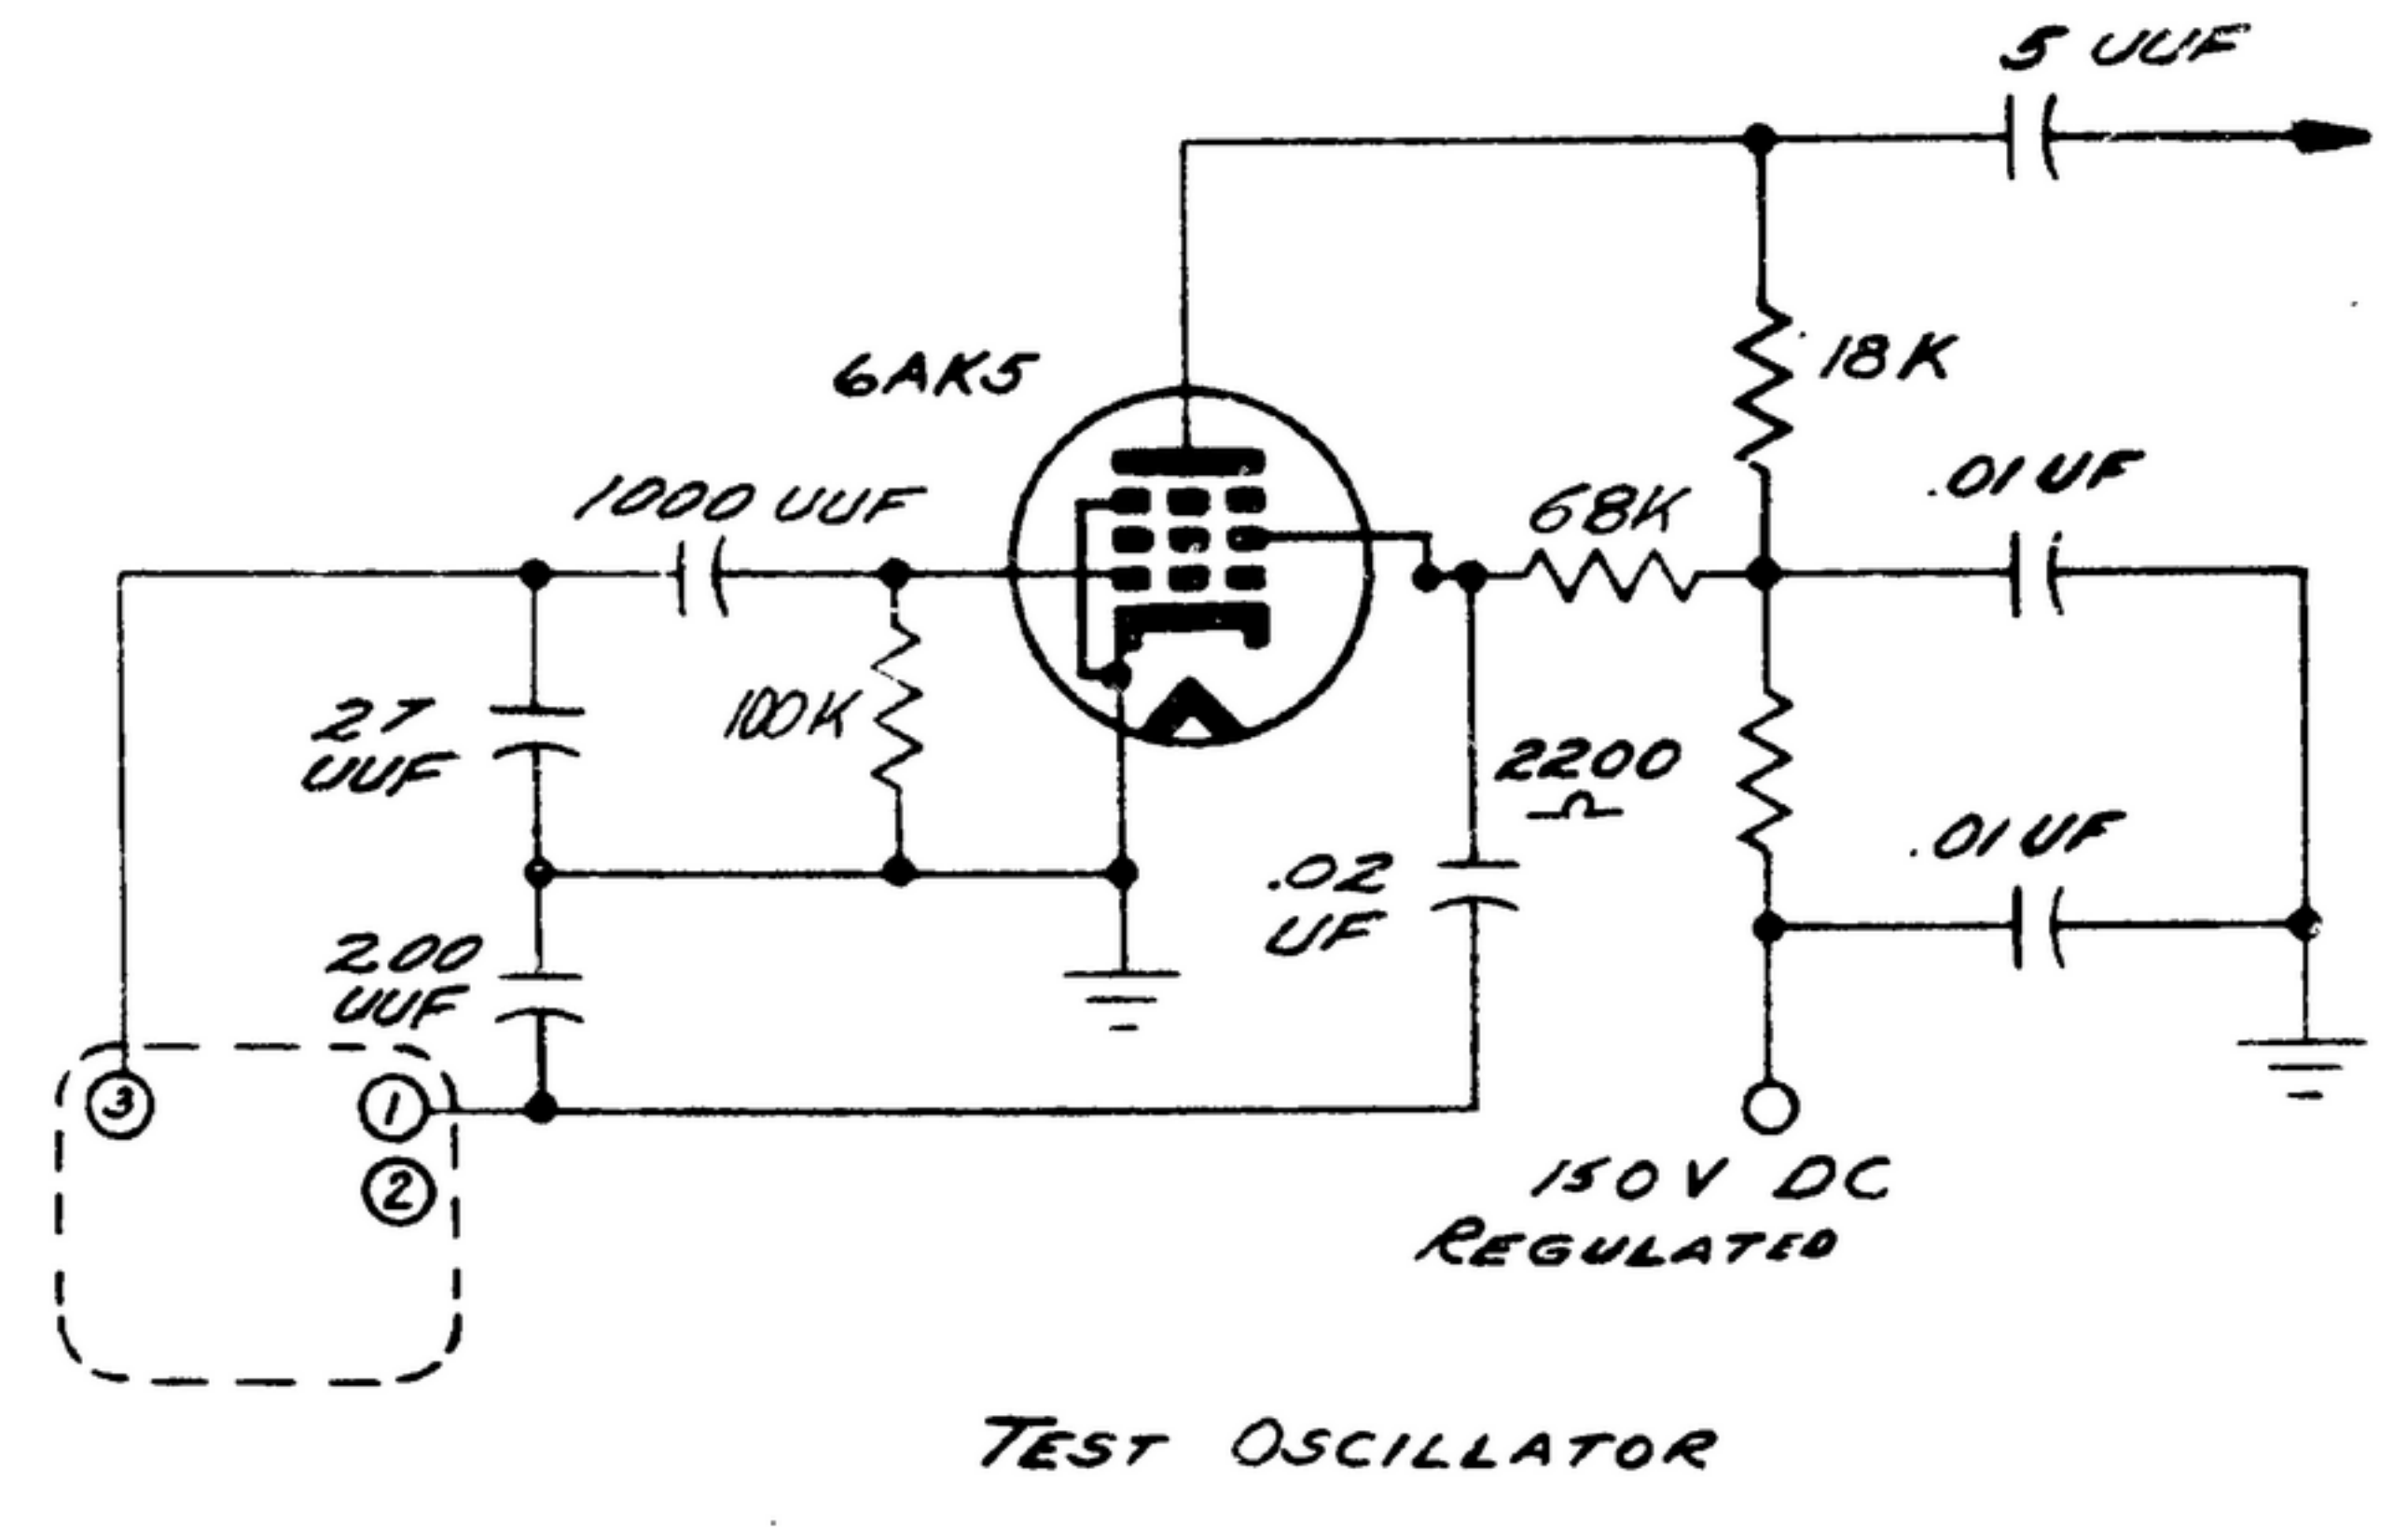 5 UUF
6AK5
18K
1000 UUF
68K
.01 UF
27
UUF
100K
2200
Ω
.01 UF
.02
UF
200
UUF
3
1
2
150 V DC
REGULATED
TEST OSCILLATOR